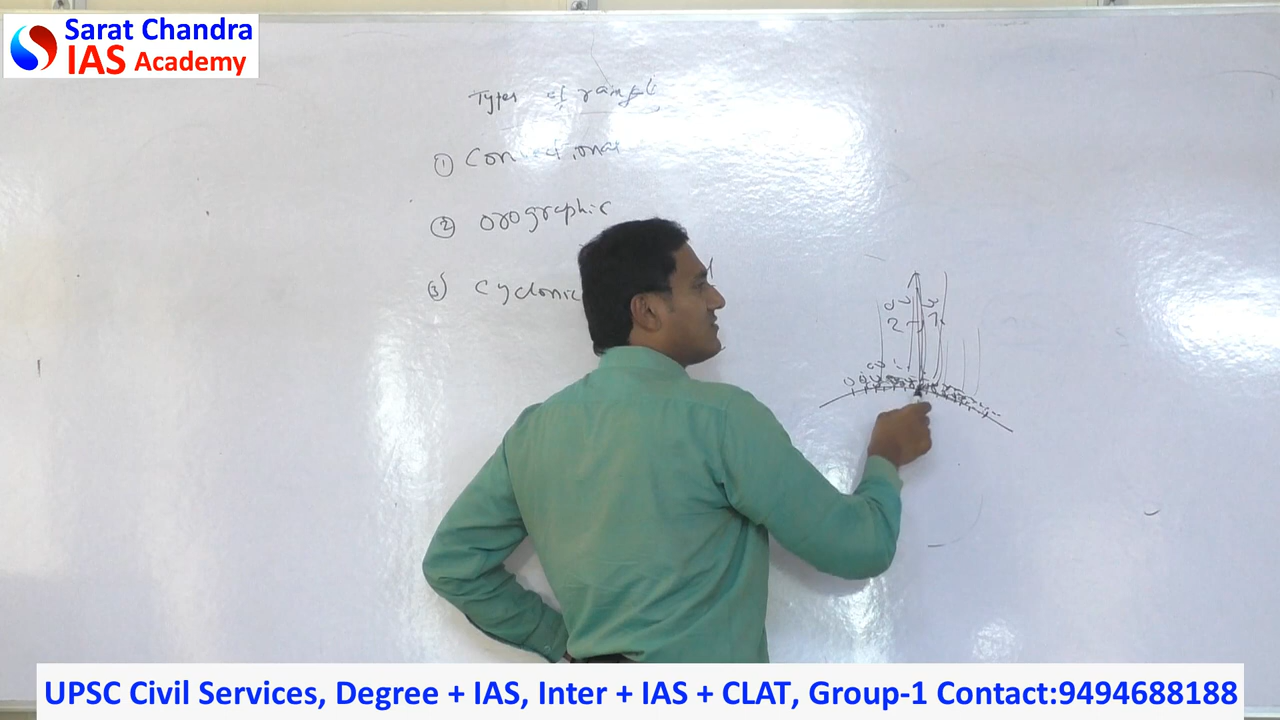 Sarat Chandra
IAS Academy
Types of rainfall
① Convectional
② Orographic
③ Cyclonic
UPSC Civil Services, Degree + IAS, Inter + IAS + CLAT, Group-1 Contact:9494688188